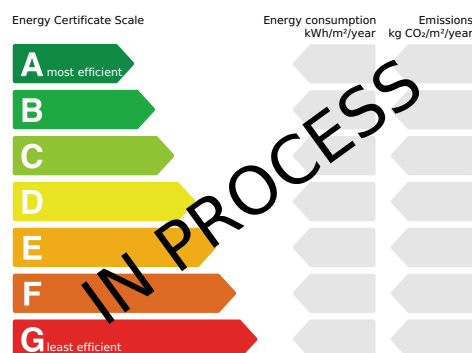 Energy Certificate Scale
Energy consumption
kWh/m²/year
Emissions
kg CO₂/m²/year
A most efficient
B
C
D
E
F
G least efficient
IN PROCESS